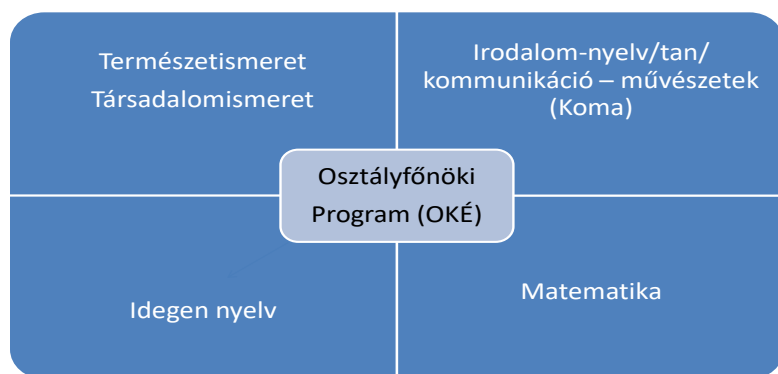 Természetismeret
Társadalomismeret
Irodalom-nyelv/tan/
kommunikáció – művészetek
(Koma)
Osztályfőnöki
Program (OKÉ)
Idegen nyelv
Matematika